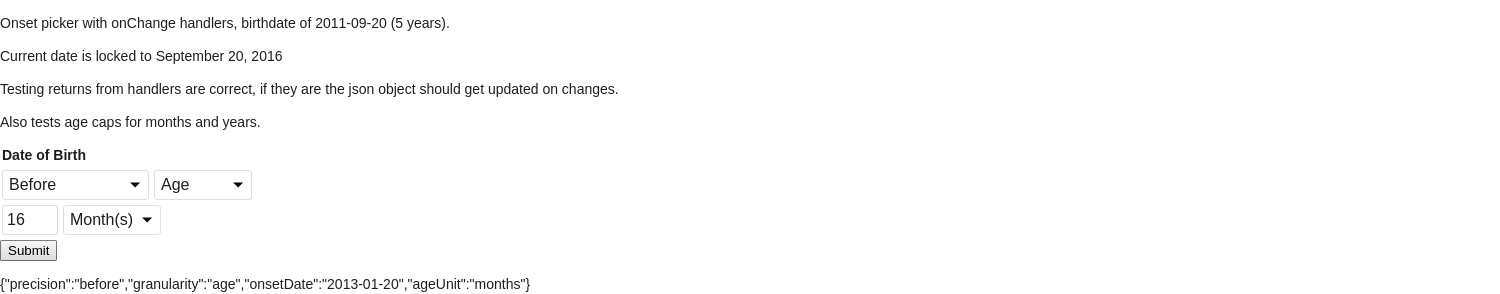 Onset picker with onChange handlers, birthdate of 2011-09-20 (5 years).
Current date is locked to September 20, 2016
Testing returns from handlers are correct, if they are the json object should get updated on changes.
Also tests age caps for months and years.
Date of Birth
Before Age
16 Month(s)
Submit
{"precision":"before","granularity":"age","onsetDate":"2013-01-20","ageUnit":"months"}